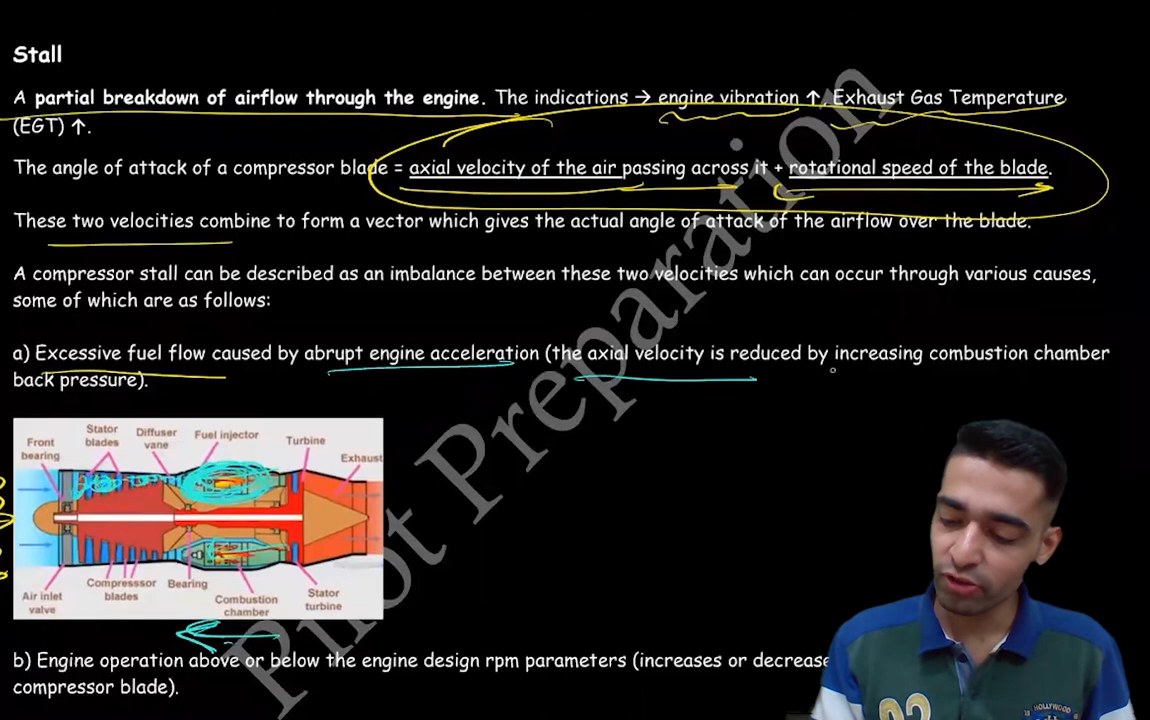 Stall
A partial breakdown of airflow through the engine. The indications → engine vibration ↑, Exhaust Gas Temperature
(EGT) ↑.
The angle of attack of a compressor blade = axial velocity of the air passing across it + rotational speed of the blade.
These two velocities combine to form a vector which gives the actual angle of attack of the airflow over the blade.
A compressor stall can be described as an imbalance between these two velocities which can occur through various causes,
some of which are as follows:
a) Excessive fuel flow caused by abrupt engine acceleration (the axial velocity is reduced by increasing combustion chamber
back pressure).
Front
bearing
Stator
blades
Diffuser
vane
Fuel injector
Turbine
Exhaust
Air inlet
valve
Compresssor
blades
Bearing
Combustion
chamber
Stator
turbine
b) Engine operation above or below the engine design rpm parameters (increases or decrease
compressor blade).
Pilot Preparation
02
HOLLYWOOD